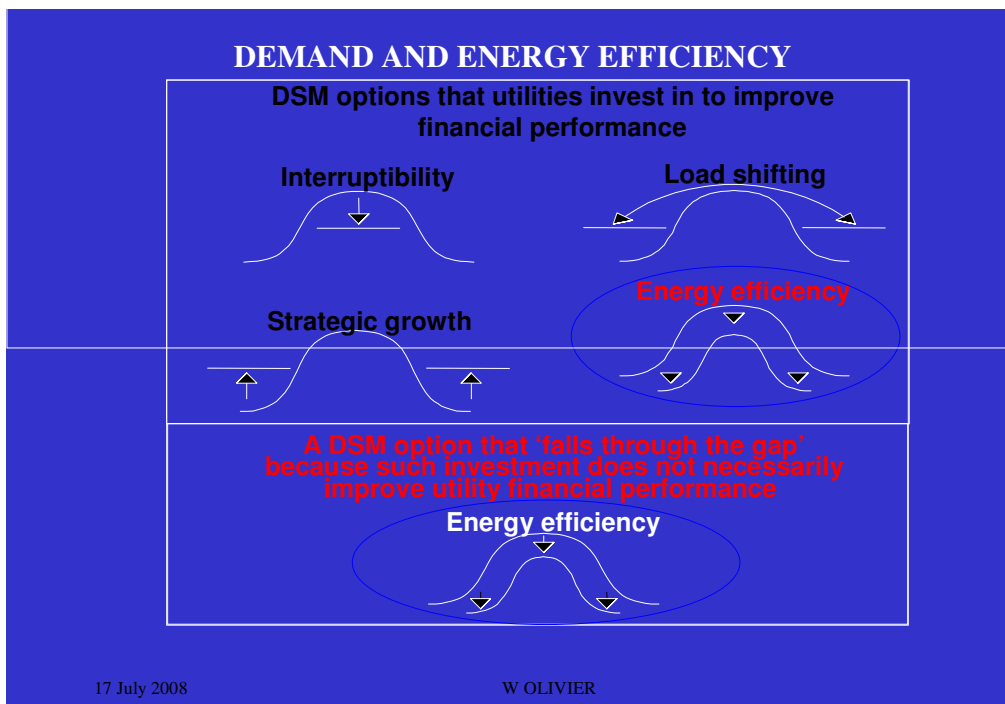 DEMAND AND ENERGY EFFICIENCY
DSM options that utilities invest in to improve
financial performance
Interruptibility
Load shifting
Energy efficiency
Strategic growth
A DSM option that ‘falls through the gap’
because such investment does not necessarily
improve utility financial performance
Energy efficiency
17 July 2008
W OLIVIER